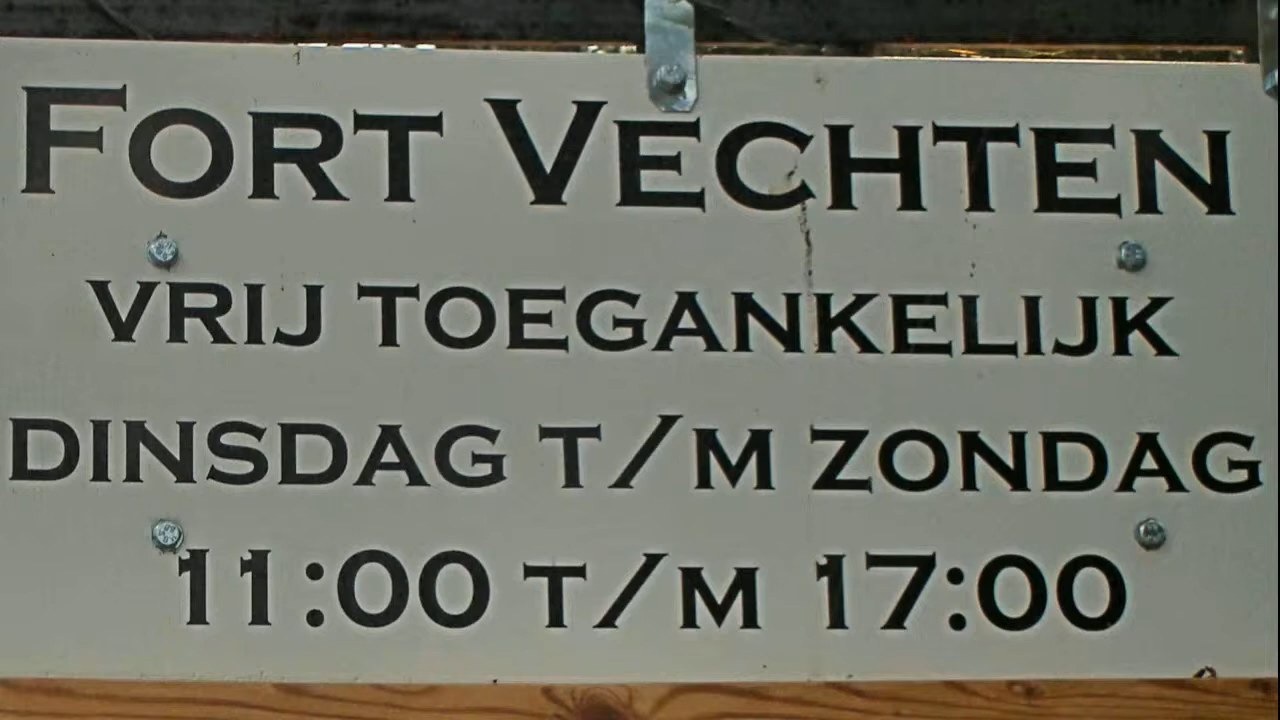 FORT VECHTEN
VRIJ TOEGANKELIJK
DINSDAG T/M ZONDAG
11:00 T/M 17:00